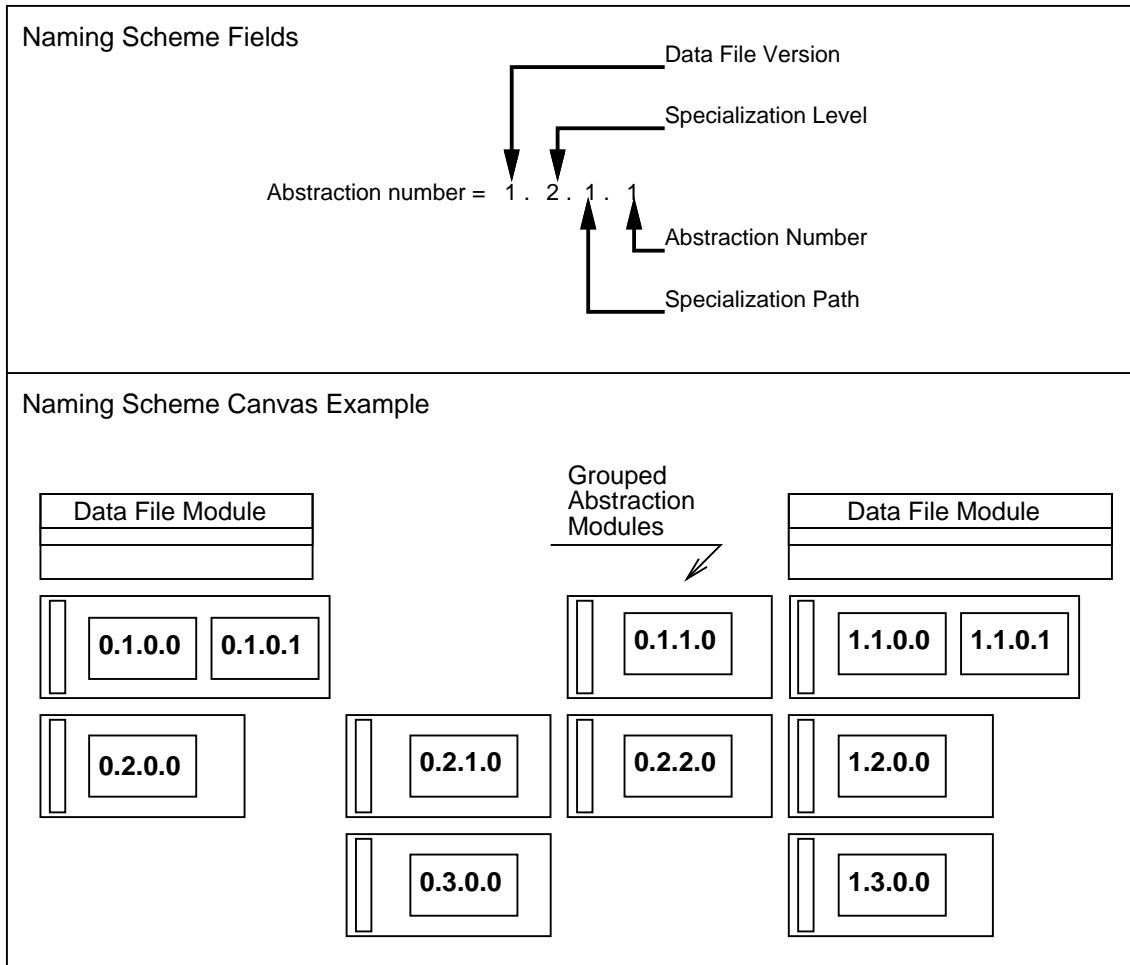 Naming Scheme Fields
Data File Version
Specialization Level
Abstraction number = 1 . 2 . 1 . 1
Abstraction Number
Specialization Path
Naming Scheme Canvas Example
Grouped
Abstraction
Modules
Data File Module
Data File Module
0.1.0.0 0.1.0.1 0.1.1.0 1.1.0.0 1.1.0.1
0.2.0.0 0.2.1.0 0.2.2.0 1.2.0.0
0.3.0.0 1.3.0.0